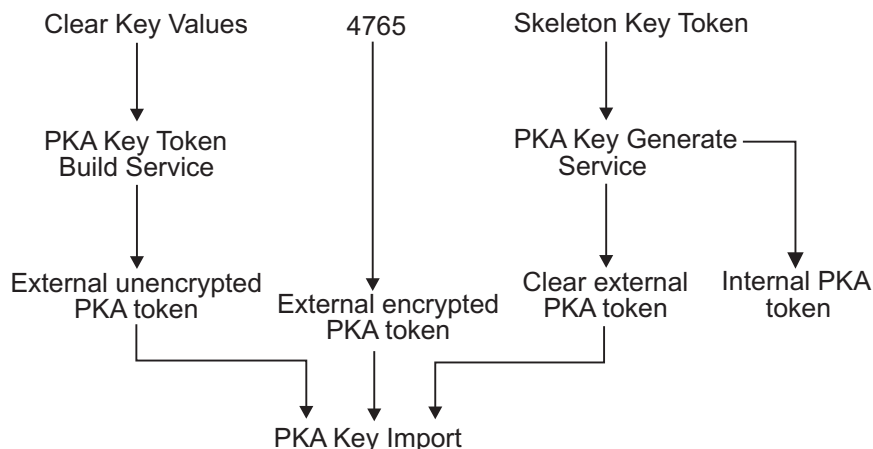 Clear Key Values
4765
Skeleton Key Token
PKA Key Token
Build Service
PKA Key Generate
Service
External unencrypted
PKA token
External encrypted
PKA token
Clear external
PKA token
Internal PKA
token
PKA Key Import